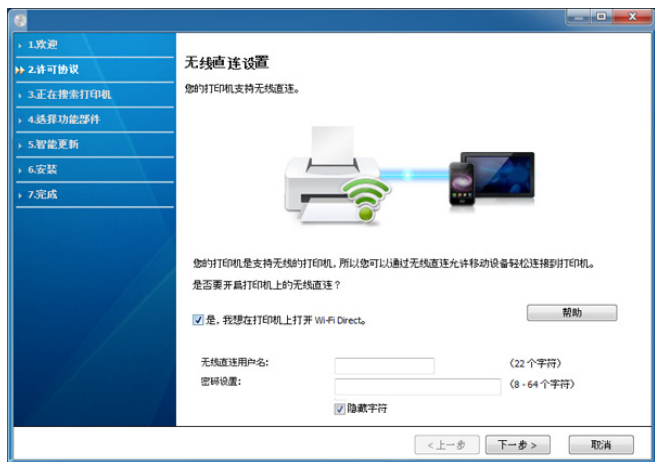 1.欢迎
2.许可协议
3.正在搜索打印机
4.选择功能部件
5.智能更新
6.安装
7.完成
无线直连设置
您的打印机支持无线直连。
您的打印机是支持无线的打印机，所以您可以通过无线直连允许移动设备轻松连接到打印机。
是否要开启打印机上的无线直连？
是，我想在打印机上打开 Wi-Fi Direct。
帮助
无线直连用户名： （22 个字符）
密码设置： （8 - 64 个字符）
隐藏字符
< 上一步 下一步 > 取消